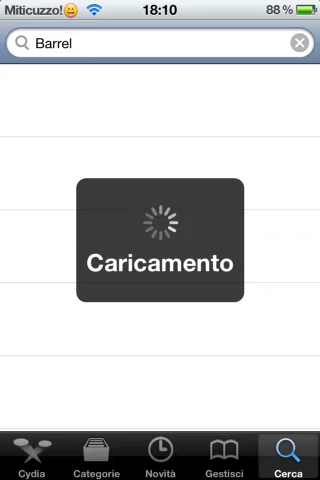 Miticuzzo!😄 18:10 88 %
Barrel
Caricamento
Cydia Categorie Novità Gestisci Cerca